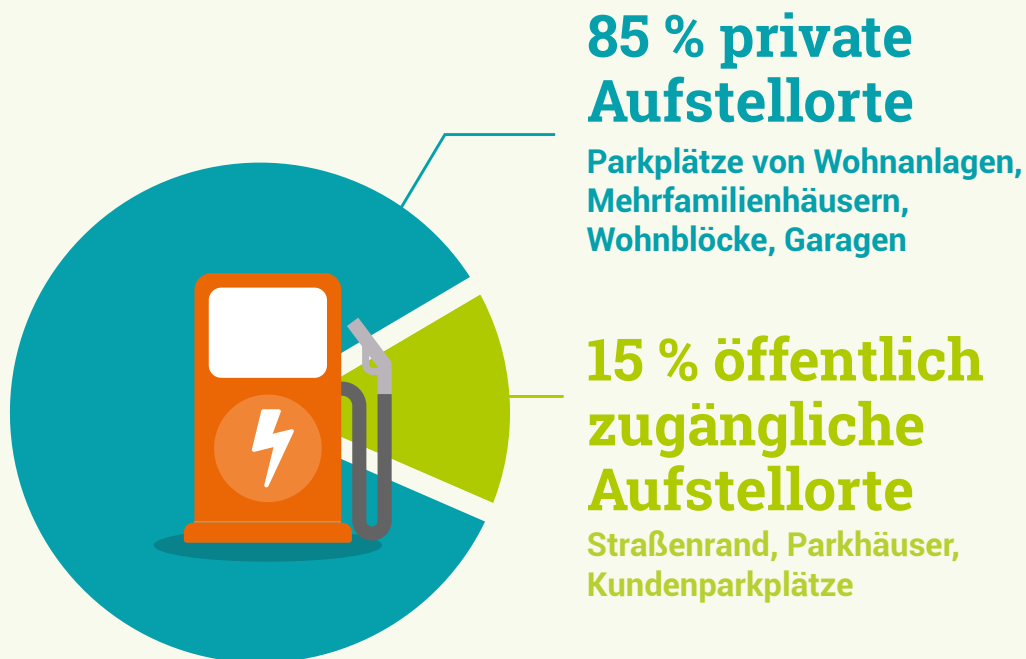 85 % private
Aufstellorte
Parkplätze von Wohnanlagen,
Mehrfamilienhäusern,
Wohnblöcke, Garagen
15 % öffentlich
zugängliche
Aufstellorte
Straßenrand, Parkhäuser,
Kundenparkplätze